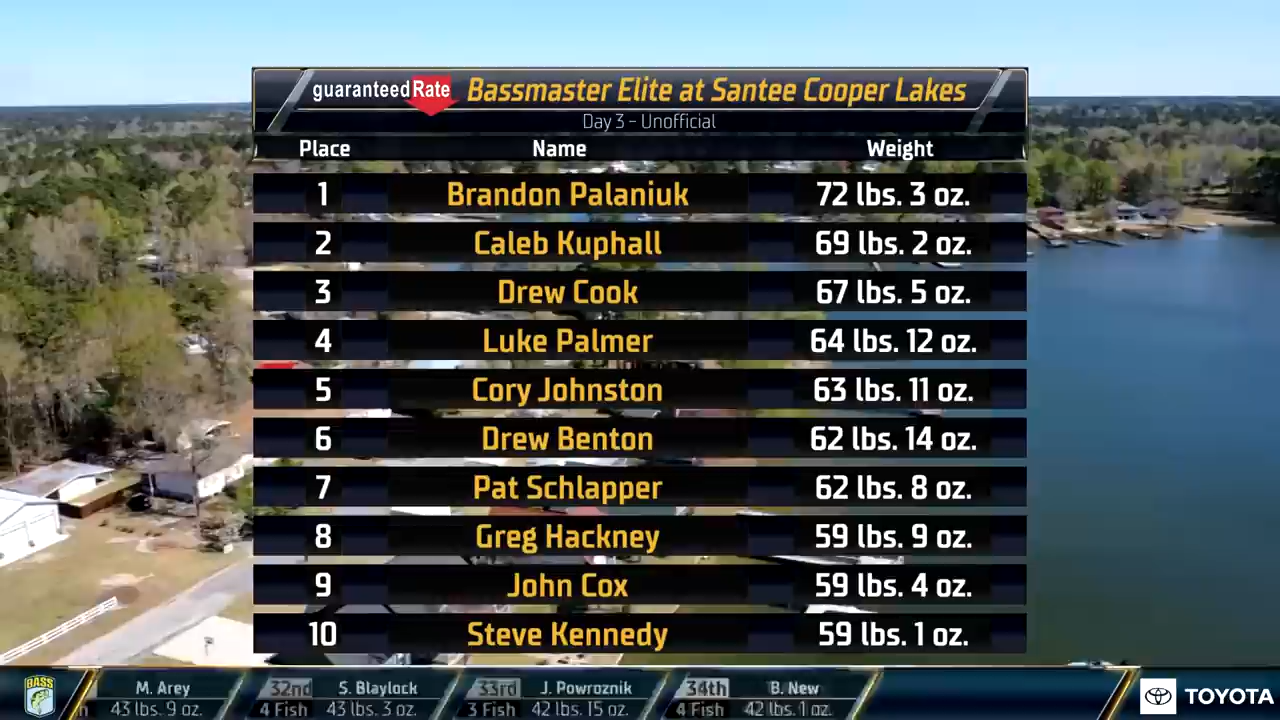 guaranteedRate Bassmaster Elite at Santee Cooper Lakes
Day 3 - Unofficial
Place Name Weight
1 Brandon Palaniuk 72 lbs. 3 oz.
2 Caleb Kuphall 69 lbs. 2 oz.
3 Drew Cook 67 lbs. 5 oz.
4 Luke Palmer 64 lbs. 12 oz.
5 Cory Johnston 63 lbs. 11 oz.
6 Drew Benton 62 lbs. 14 oz.
7 Pat Schlapper 62 lbs. 8 oz.
8 Greg Hackney 59 lbs. 9 oz.
9 John Cox 59 lbs. 4 oz.
10 Steve Kennedy 59 lbs. 1 oz.
BASS M. Arey 32nd S. Blaylock 33rd J. Powroznik 34th B. New
h 43 lbs. 9 oz. 4 Fish 43 lbs. 3 oz. 3 Fish 42 lbs. 15 oz. 4 Fish 42 lbs. 1 oz.
TOYOTA